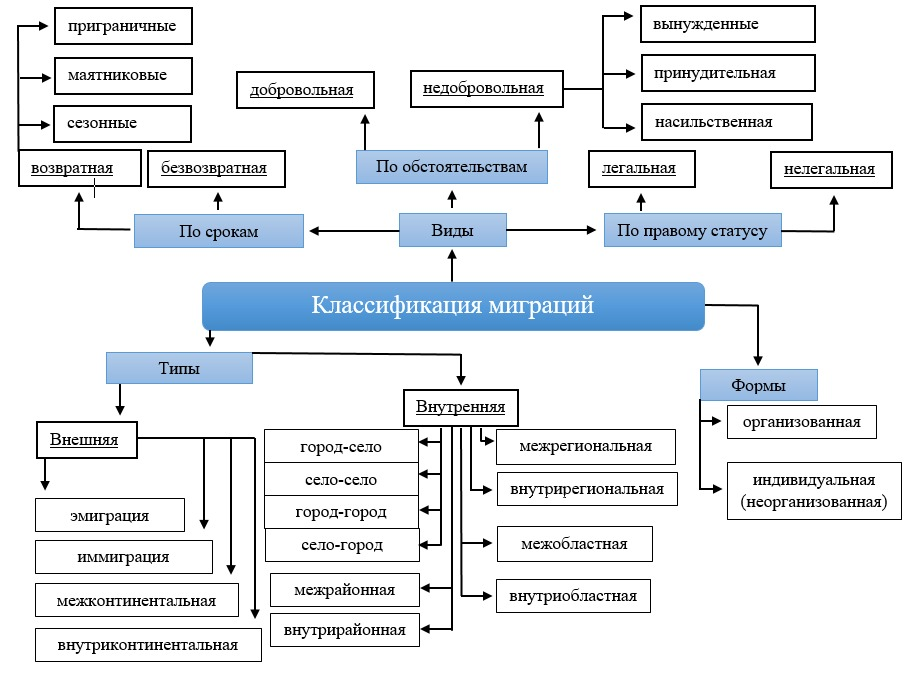 приграничные
маятниковые
сезонные
возвратная
безвозвратная
добровольная
недобровольная
вынужденные
принудительная
насильственная
По обстоятельствам
легальная
нелегальная
По срокам
Виды
По правому статусу
Классификация миграций
Типы
Формы
Внешняя
эмиграция
иммиграция
межконтинентальная
внутриконтинентальная
Внутренняя
город-село
село-село
город-город
село-город
межрайонная
внутрирайонная
межрегиональная
внутрирегиональная
межобластная
внутриобластная
организованная
индивидуальная
(неорганизованная)